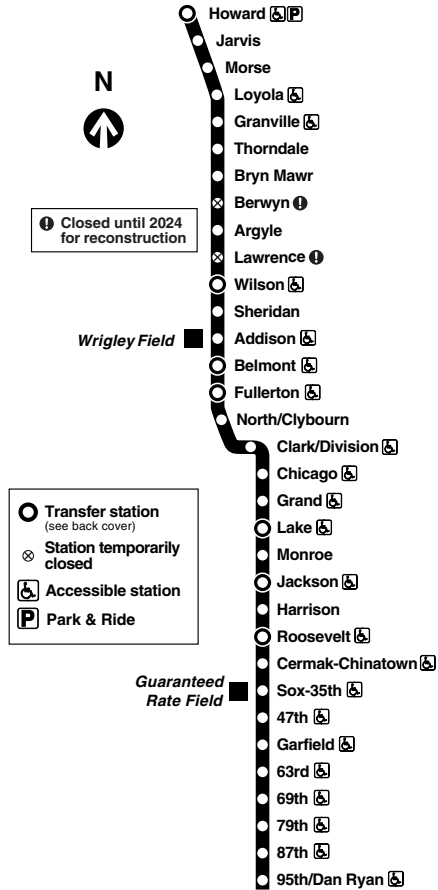 Howard P
Jarvis
Morse
N
Loyola
Granville
Thorndale
Bryn Mawr
Berwyn !
! Closed until 2024
for reconstruction
Argyle
Lawrence !
Wilson
Sheridan
Wrigley Field
Addison
Belmont
Fullerton
North/Clybourn
Clark/Division
Chicago
Grand
Lake
Monroe
Jackson
Harrison
Roosevelt
Cermak-Chinatown
Transfer station
(see back cover)
Station temporarily
closed
Accessible station
P Park & Ride
Guaranteed
Rate Field
Sox-35th
47th
Garfield
63rd
69th
79th
87th
95th/Dan Ryan